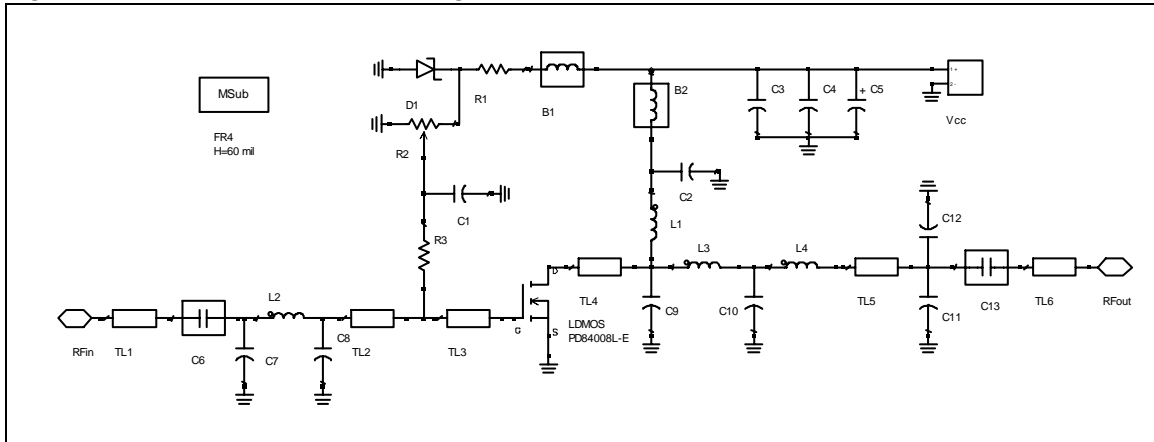 MSub
FR4
H=60 mil
D1
R1
B1
B2
C3
C4
C5
+
1 +
2 -
Vcc
R2
C1
C2
R3
L1
L3
L4
C12
D
G
S
TL4
LDMOS
PD84008L-E
C9
C10
TL5
C11
C13
TL6
RFout
L2
RFin
TL1
C6
C7
C8
TL2
TL3